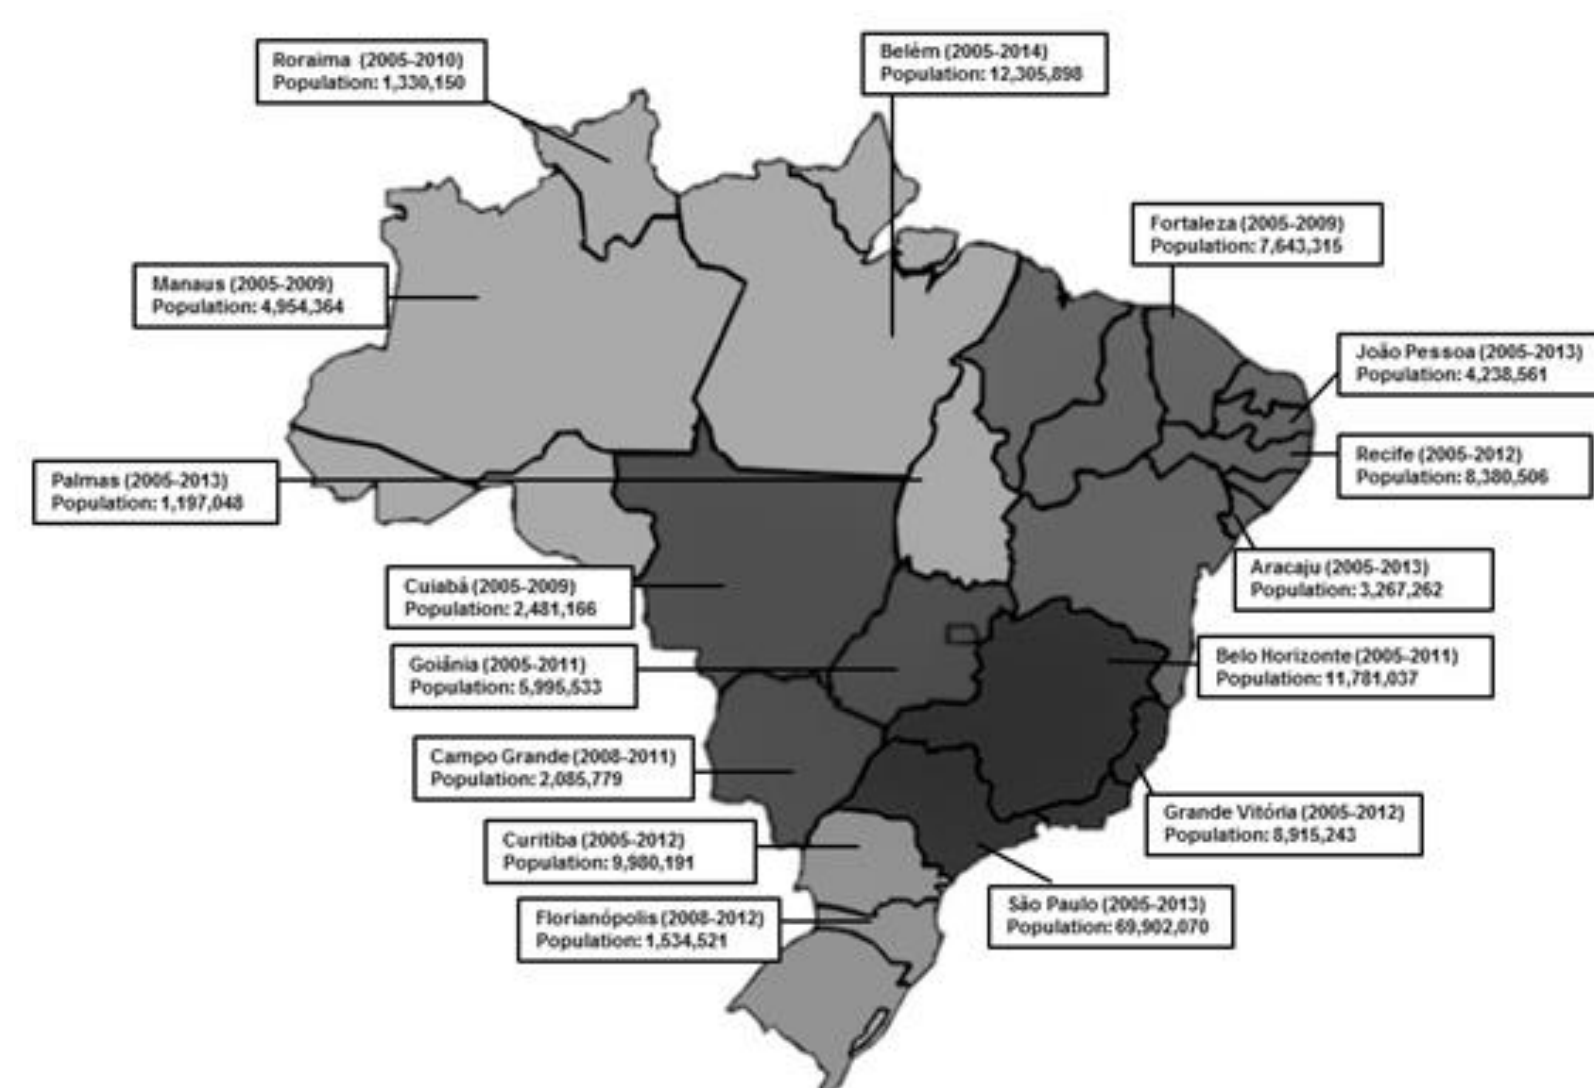 Roraima (2005-2010)
Population: 1,330,150
Belém (2005-2014)
Population: 12,305,898
Fortaleza (2005-2009)
Population: 7,643,315
Manaus (2005-2009)
Population: 4,954,364
João Pessoa (2005-2013)
Population: 4,238,561
Recife (2005-2012)
Population: 8,380,506
Palmas (2005-2013)
Population: 1,197,048
Aracaju (2005-2013)
Population: 3,267,262
Cuiabá (2005-2009)
Population: 2,481,166
Goiânia (2005-2011)
Population: 5,995,533
Belo Horizonte (2005-2011)
Population: 11,781,037
Campo Grande (2008-2011)
Population: 2,085,779
Grande Vitória (2005-2012)
Population: 8,915,243
Curitiba (2005-2012)
Population: 9,980,191
São Paulo (2005-2013)
Population: 69,902,070
Florianópolis (2008-2012)
Population: 1,534,521